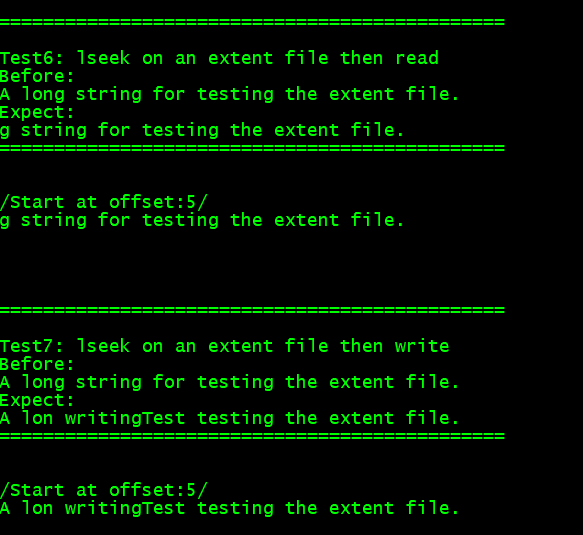 ==============================================
Test6: lseek on an extent file then read
Before:
A long string for testing the extent file.
Expect:
g string for testing the extent file.
==============================================
/Start at offset:5/
g string for testing the extent file.
==============================================
Test7: lseek on an extent file then write
Before:
A long string for testing the extent file.
Expect:
A lon writingTest testing the extent file.
==============================================
/Start at offset:5/
A lon writingTest testing the extent file.